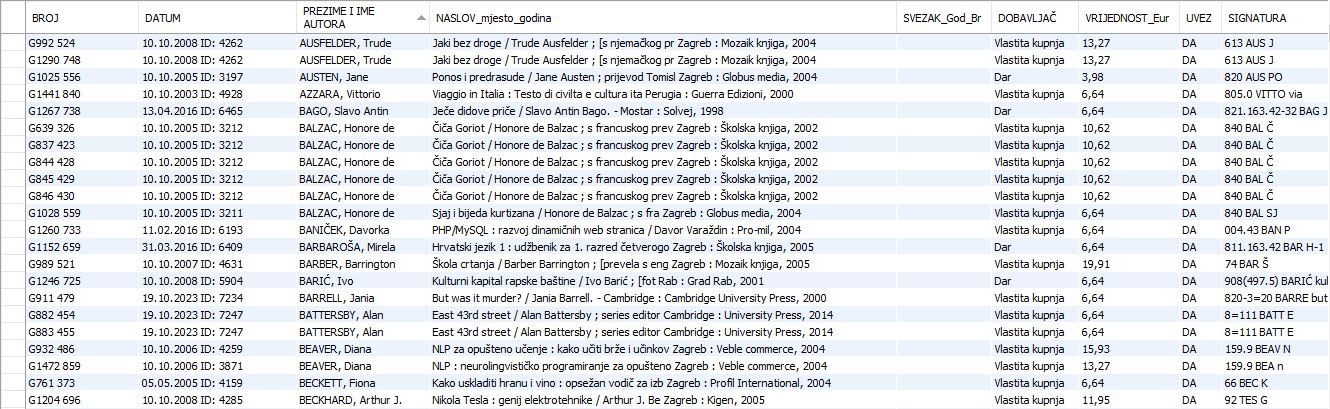 BROJ DATUM PREZIME I IME AUTORA NASLOV_mjesto_godina SVEZAK_God_Br DOBAVLJAČ VRIJEDNOST_Eur UVEZ SIGNATURA
G992 524 10.10.2008 ID: 4262 AUSFELDER, Trude Jaki bez droge / Trude Ausfelder ; [s njemačkog pr Zagreb : Mozaik knjiga, 2004 Vlastita kupnja 13,27 DA 613 AUS J
G1290 748 10.10.2008 ID: 4262 AUSFELDER, Trude Jaki bez droge / Trude Ausfelder ; [s njemačkog pr Zagreb : Mozaik knjiga, 2004 Vlastita kupnja 13,27 DA 613 AUS J
G1025 556 10.10.2005 ID: 3197 AUSTEN, Jane Ponos i predrasude / Jane Austen ; prijevod Tomisl Zagreb : Globus media, 2004 Dar 3,98 DA 820 AUS PO
G1441 840 10.10.2003 ID: 4928 AZZARA, Vittorio Viaggio in Italia : Testo di civilta e cultura ita Perugia : Guerra Edizioni, 2000 Vlastita kupnja 6,64 DA 805.0 VITTO via
G1267 738 13.04.2016 ID: 6465 BAGO, Slavo Antin Ječe didove priče / Slavo Antin Bago. - Mostar : Solvej, 1998 Dar 6,64 DA 821.163.42-32 BAG J
G639 326 10.10.2005 ID: 3212 BALZAC, Honore de Čiča Goriot / Honore de Balzac ; s francuskog prev Zagreb : Školska knjiga, 2002 Vlastita kupnja 10,62 DA 840 BAL Č
G837 423 10.10.2005 ID: 3212 BALZAC, Honore de Čiča Goriot / Honore de Balzac ; s francuskog prev Zagreb : Školska knjiga, 2002 Vlastita kupnja 10,62 DA 840 BAL Č
G844 428 10.10.2005 ID: 3212 BALZAC, Honore de Čiča Goriot / Honore de Balzac ; s francuskog prev Zagreb : Školska knjiga, 2002 Vlastita kupnja 10,62 DA 840 BAL Č
G845 429 10.10.2005 ID: 3212 BALZAC, Honore de Čiča Goriot / Honore de Balzac ; s francuskog prev Zagreb : Školska knjiga, 2002 Vlastita kupnja 10,62 DA 840 BAL Č
G846 430 10.10.2005 ID: 3212 BALZAC, Honore de Čiča Goriot / Honore de Balzac ; s francuskog prev Zagreb : Školska knjiga, 2002 Vlastita kupnja 10,62 DA 840 BAL Č
G1028 559 10.10.2005 ID: 3211 BALZAC, Honore de Sjaj i bijeda kurtizana / Honore de Balzac ; s fra Zagreb : Globus media, 2004 Vlastita kupnja 6,64 DA 840 BAL SJ
G1260 733 11.02.2016 ID: 6193 BANIČEK, Davorka PHP/MySQL : razvoj dinamičnih web stranica / Davor Varaždin : Pro-mil, 2004 Vlastita kupnja 6,64 DA 004.43 BAN P
G1152 659 31.03.2016 ID: 6409 BARBAROŠA, Mirela Hrvatski jezik 1 : udžbenik za 1. razred četverogo Zagreb : Školska knjiga, 2005 Dar 6,64 DA 811.163.42 BAR H-1
G989 521 10.10.2007 ID: 4631 BARBER, Barrington Škola crtanja / Barber Barrington ; [prevela s eng Zagreb : Mozaik knjiga, 2005 Vlastita kupnja 19,91 DA 74 BAR Š
G1246 725 10.10.2008 ID: 5904 BARIĆ, Ivo Kulturni kapital rapske baštine / Ivo Barić ; [fot Rab : Grad Rab, 2001 Dar 6,64 DA 908(497.5) BARIĆ kul
G911 479 19.10.2023 ID: 7234 BARRELL, Jania But was it murder? / Jania Barrell. - Cambridge : Cambridge University Press, 2000 Vlastita kupnja 6,64 DA 820-3=20 BARRE but
G882 454 19.10.2023 ID: 7247 BATTERSBY, Alan East 43rd street / Alan Battersby ; series editor Cambridge : University Press, 2014 Vlastita kupnja 6,64 DA 8=111 BATT E
G883 455 19.10.2023 ID: 7247 BATTERSBY, Alan East 43rd street / Alan Battersby ; series editor Cambridge : University Press, 2014 Vlastita kupnja 6,64 DA 8=111 BATT E
G932 486 10.10.2006 ID: 4259 BEAVER, Diana NLP za opušteno učenje : kako učiti brže i učinkov Zagreb : Veble commerce, 2004 Vlastita kupnja 15,93 DA 159.9 BEAV N
G1472 859 10.10.2006 ID: 3871 BEAVER, Diana NLP : neurolingvističko programiranje za opušteno Zagreb : Veble commerce, 2004 Vlastita kupnja 13,27 DA 159.9 BEA n
G761 373 05.05.2005 ID: 4159 BECKETT, Fiona Kako uskladiti hranu i vino : opsežan vodič za izb Zagreb : Profil International, 2004 Vlastita kupnja 6,64 DA 66 BEC K
G1204 696 10.10.2008 ID: 4285 BECKHARD, Arthur J. Nikola Tesla : genij elektrotehnike / Arthur J. Be Zagreb : Kigen, 2005 Vlastita kupnja 11,95 DA 92 TES G